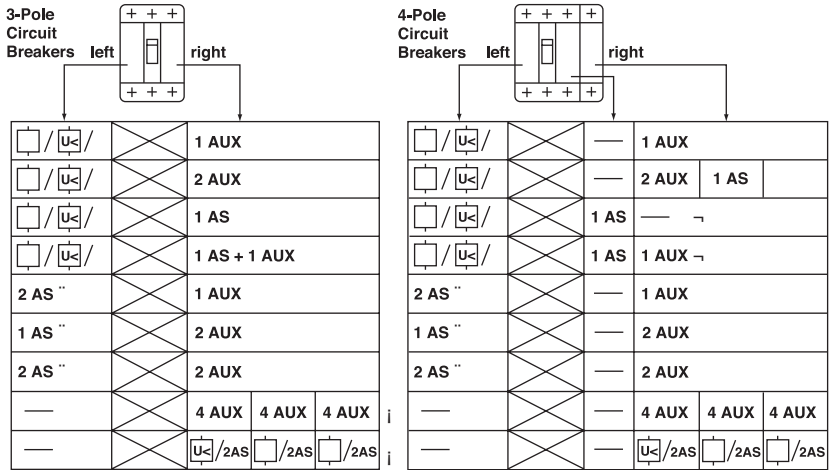 3-Pole
Circuit
Breakers left right
+ + +
+ + +
U< 1 AUX
U< 2 AUX
U< 1 AS
U< 1 AS + 1 AUX
2 AS ¨ 1 AUX
1 AS ¨ 2 AUX
2 AS ¨ 2 AUX
— 4 AUX 4 AUX 4 AUX ¡
— U< /2AS /2AS /2AS ¡
4-Pole
Circuit
Breakers left right
+ + + +
+ + + +
U< — 1 AUX
U< — 2 AUX 1 AS
U< 1 AS — ¬
U< 1 AS 1 AUX ¬
2 AS ¨ — 1 AUX
1 AS ¨ — 2 AUX
2 AS ¨ — 2 AUX
— — 4 AUX 4 AUX 4 AUX
— — U< /2AS /2AS /2AS